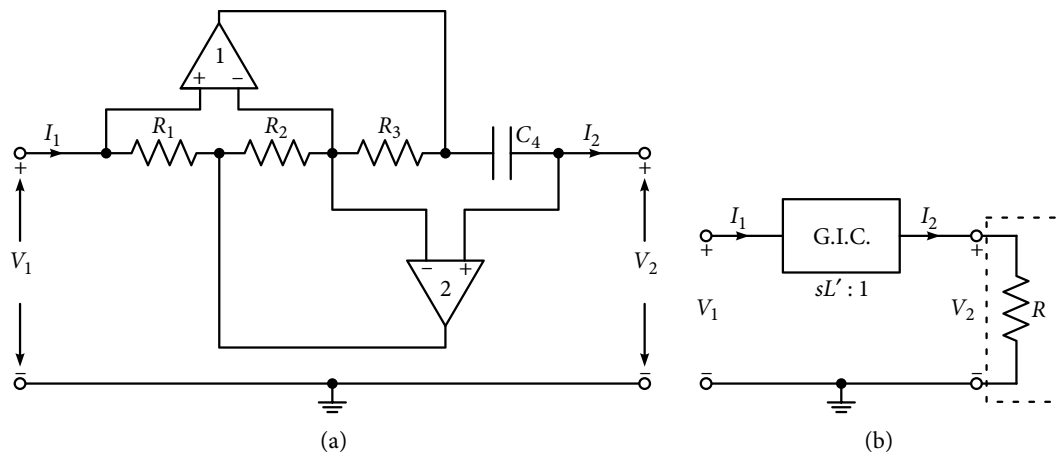 1
+ −
I₁ R₁ R₂ R₃ C₄ I₂
+ +
V₁ V₂
− +
2
− −
(a)
I₁ G.I.C. I₂
+ +
sL′ : 1
V₁ V₂ R
− −
(b)